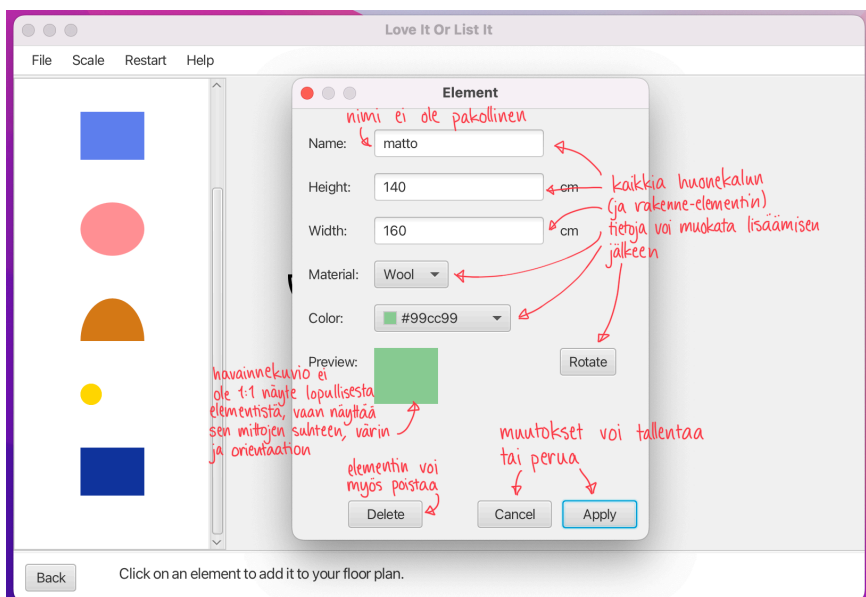 Love It Or List It
File Scale Restart Help
Element
nimi ei ole pakollinen
Name: matto
Height: 140 cm
kaikkia huonekalun
(ja rakenne-elementin)
tietoja voi muokata lisäämisen
jälkeen
Width: 160 cm
Material: Wool
Color: #99cc99
Preview:
Rotate
havainnekuvio ei
ole 1:1 näyte lopullisesta
elementistä, vaan näyttää
sen mittojen suhteen, värin
ja orientaation
muutokset voi tallentaa
tai perua
elementin voi
myös poistaa
Delete Cancel Apply
Back Click on an element to add it to your floor plan.